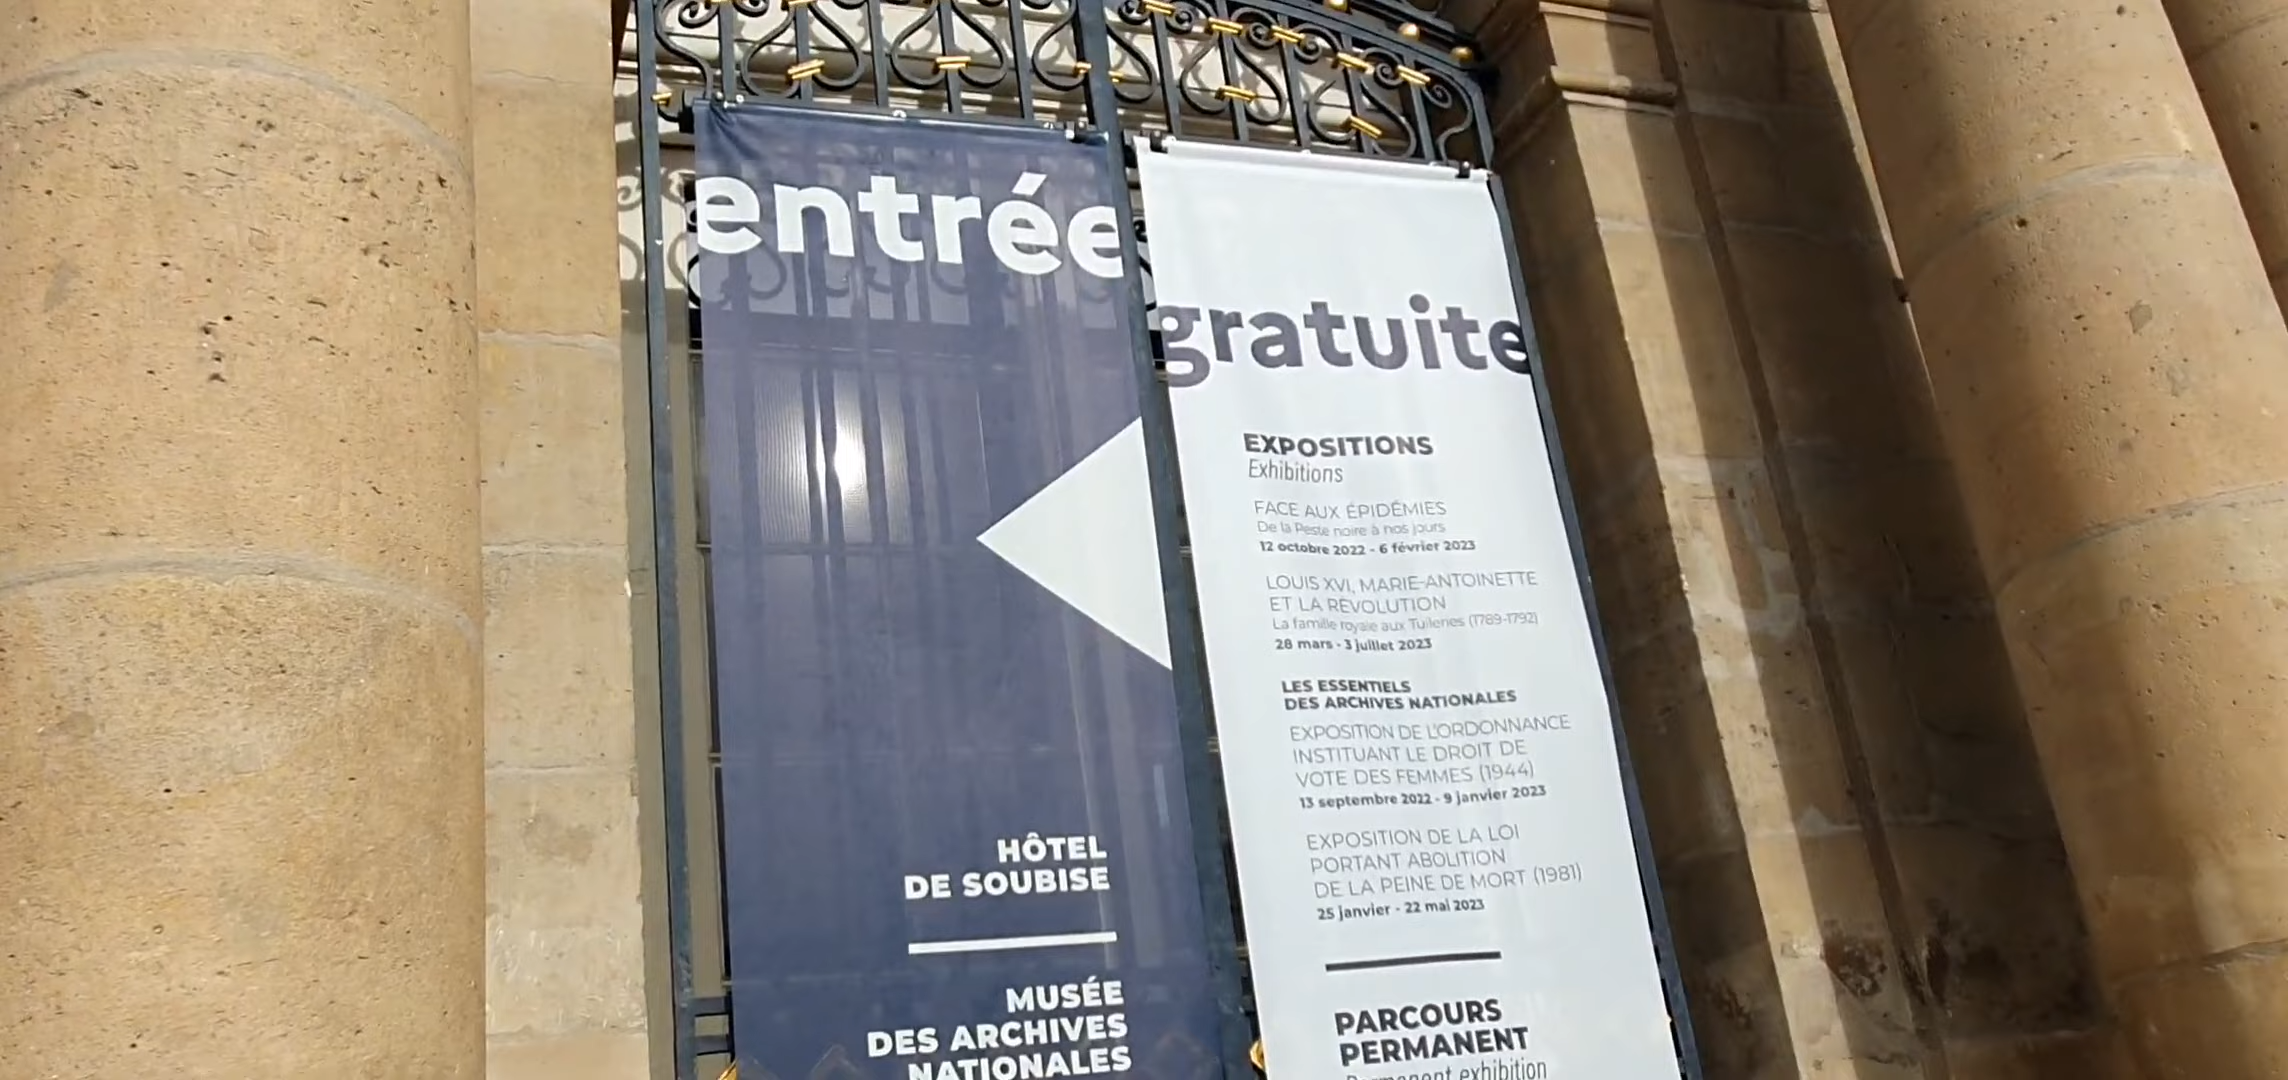 entrée
HÔTEL
DE SOUBISE
MUSÉE
DES ARCHIVES
NATIONALES
gratuite
EXPOSITIONS
Exhibitions
FACE AUX ÉPIDÉMIES
De la Peste noire à nos jours
12 octobre 2022 - 6 février 2023
LOUIS XVI, MARIE-ANTOINETTE
ET LA RÉVOLUTION
La famille royale aux Tuileries (1789-1792)
28 mars - 3 juillet 2023
LES ESSENTIELS
DES ARCHIVES NATIONALES
EXPOSITION DE L'ORDONNANCE
INSTITUANT LE DROIT DE
VOTE DES FEMMES (1944)
13 septembre 2022 - 9 janvier 2023
EXPOSITION DE LA LOI
PORTANT ABOLITION
DE LA PEINE DE MORT (1981)
25 janvier - 22 mai 2023
PARCOURS
PERMANENT
Permanent exhibition